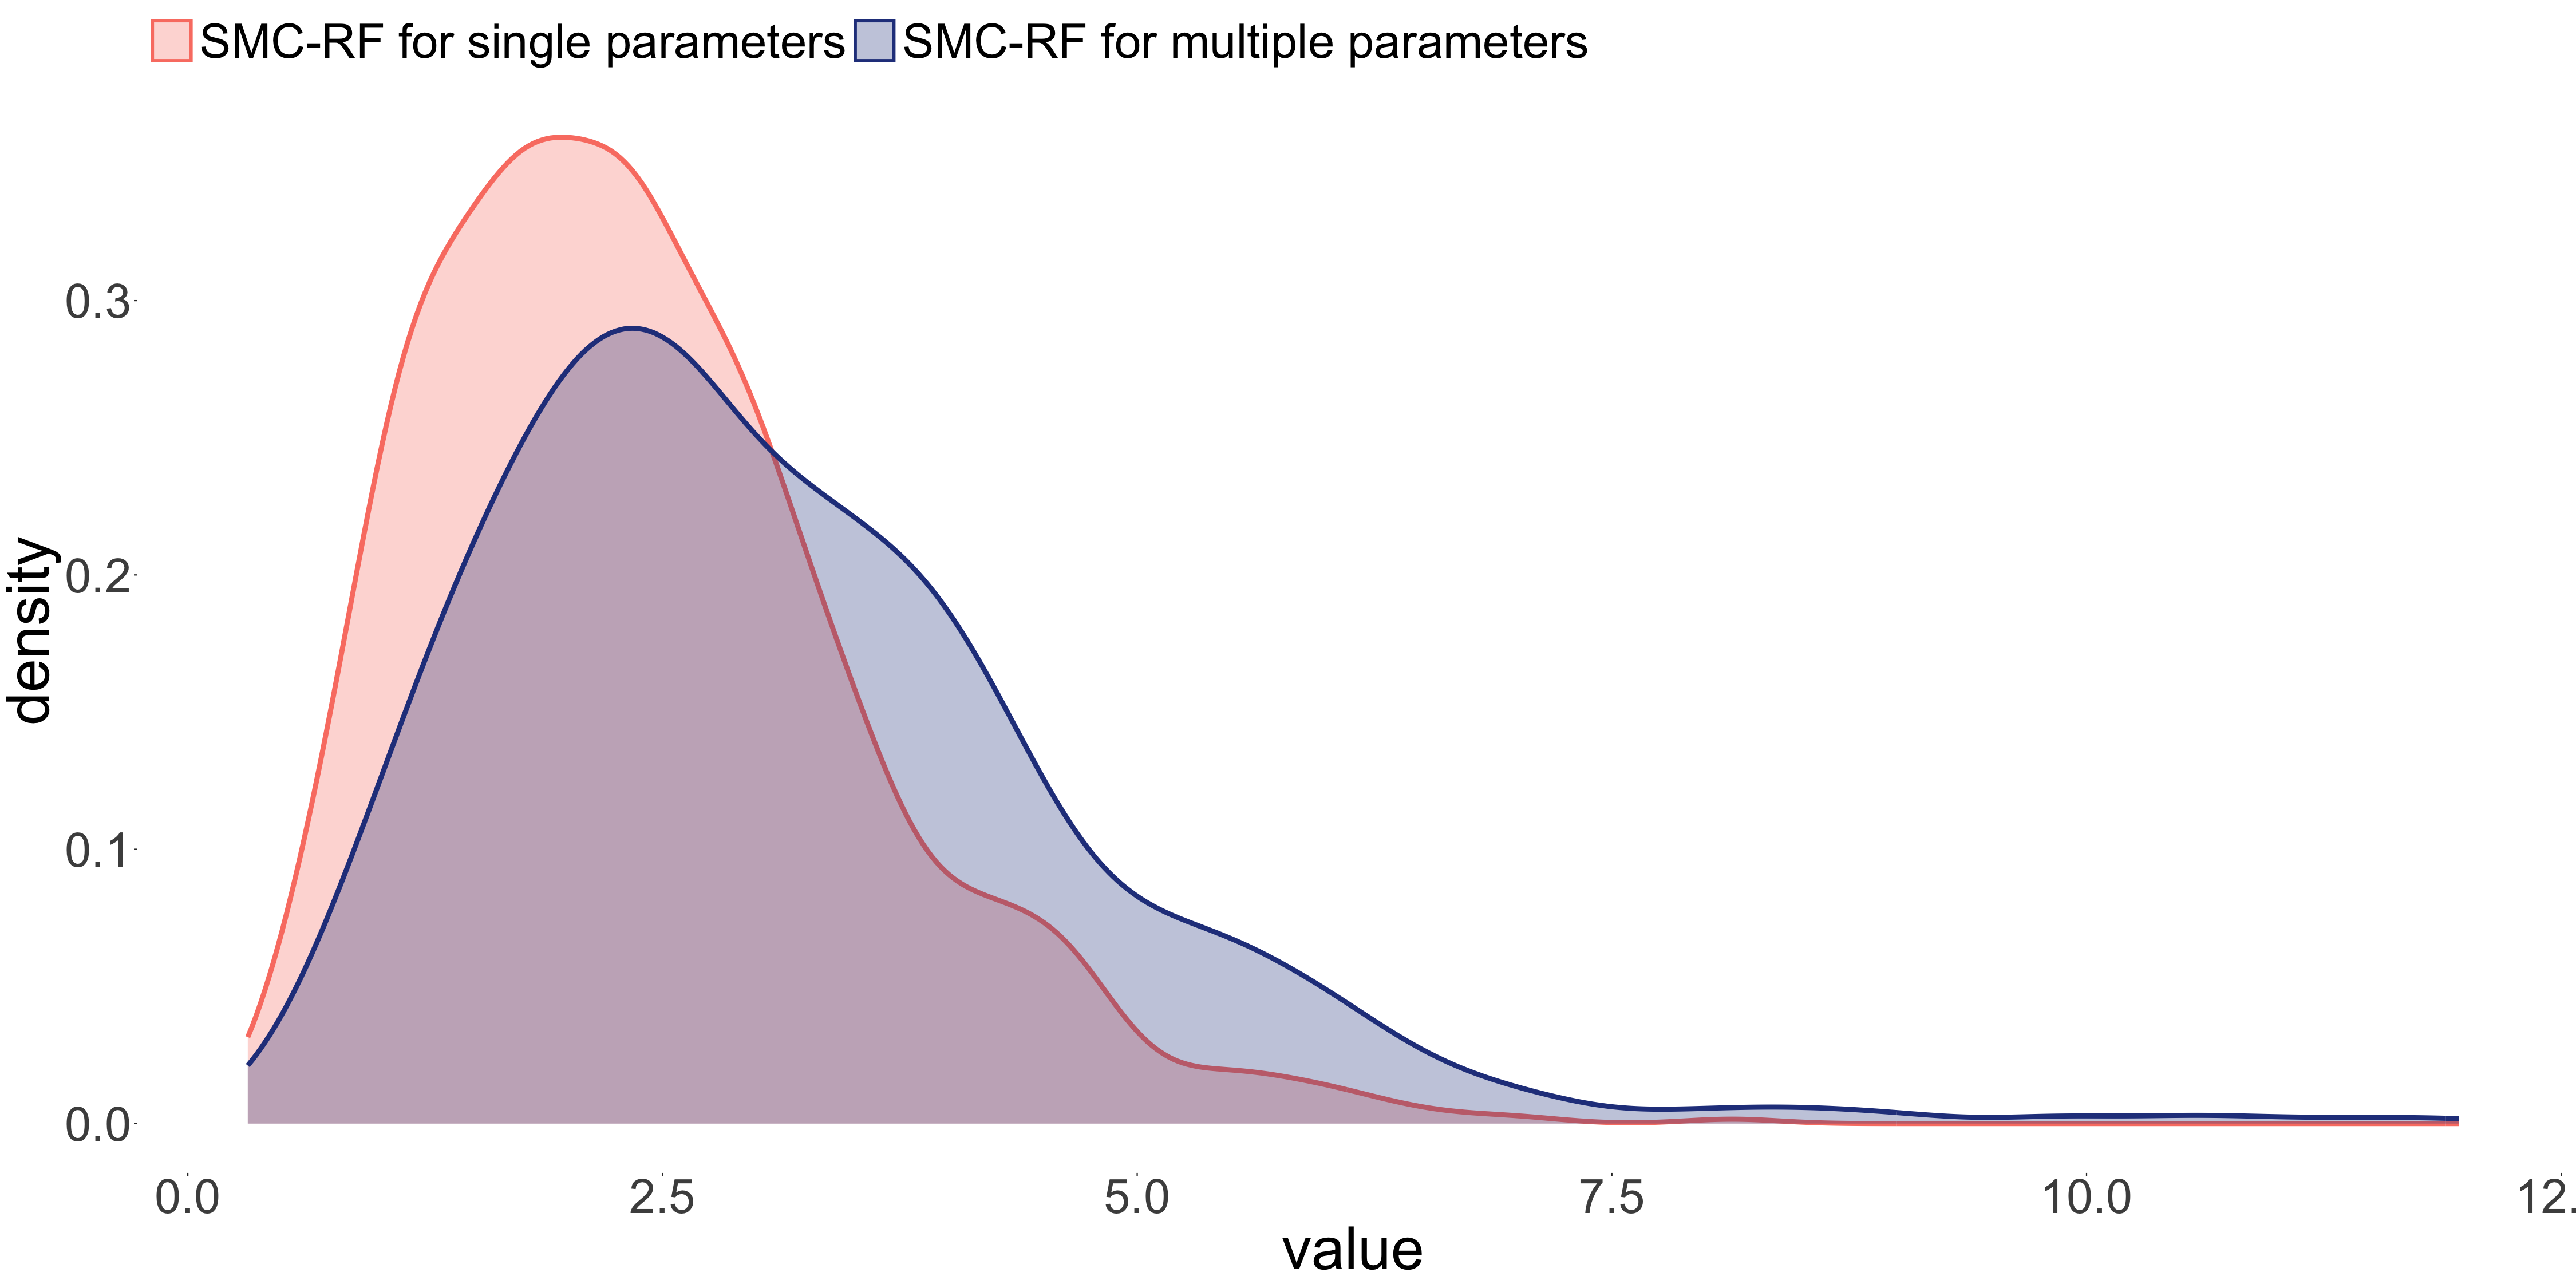 SMC-RF for single parameters SMC-RF for multiple parameters
density
0.3
0.2
0.1
0.0
0.0 2.5 5.0 7.5 10.0 12.
value